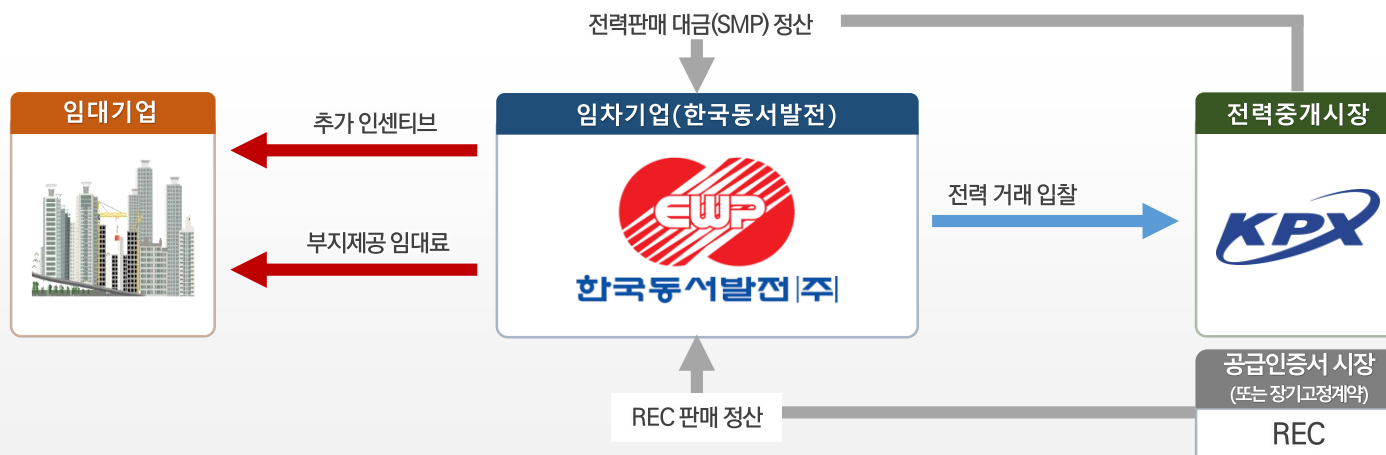 전력판매 대금(SMP) 정산
임대기업
추가 인센티브
부지제공 임대료
임차기업(한국동서발전)
EWP
한국동서발전|주|
전력 거래 입찰
전력중개시장
KPX
REC 판매 정산
공급인증서 시장
(또는 장기고정계약)
REC